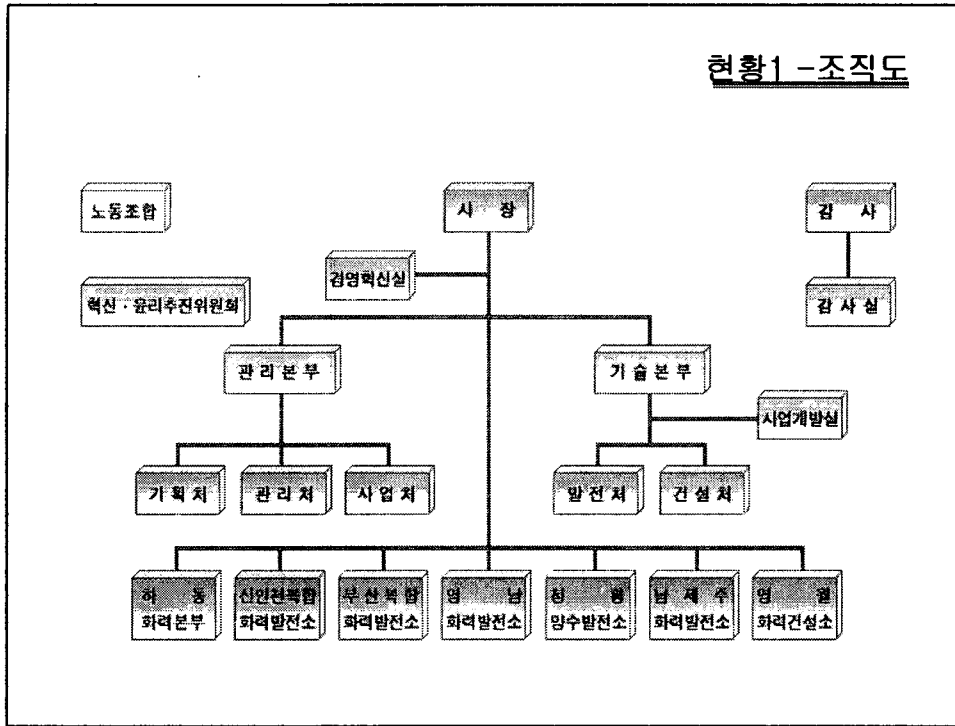 현황1 -조직도
노동조합
사 장
감 사
경영혁신실
혁신 · 윤리추진위원회
감 사 실
관 리 본 부
기 술 본 부
사업개발실
기 획 처
관 리 처
사 업 처
발 전 처
건 설 처
하 동
화력본부
신인천복합
화력발전소
부산복합
화력발전소
영 남
화력발전소
청 평
양수발전소
남 제 주
화력발전소
영 월
화력건설소